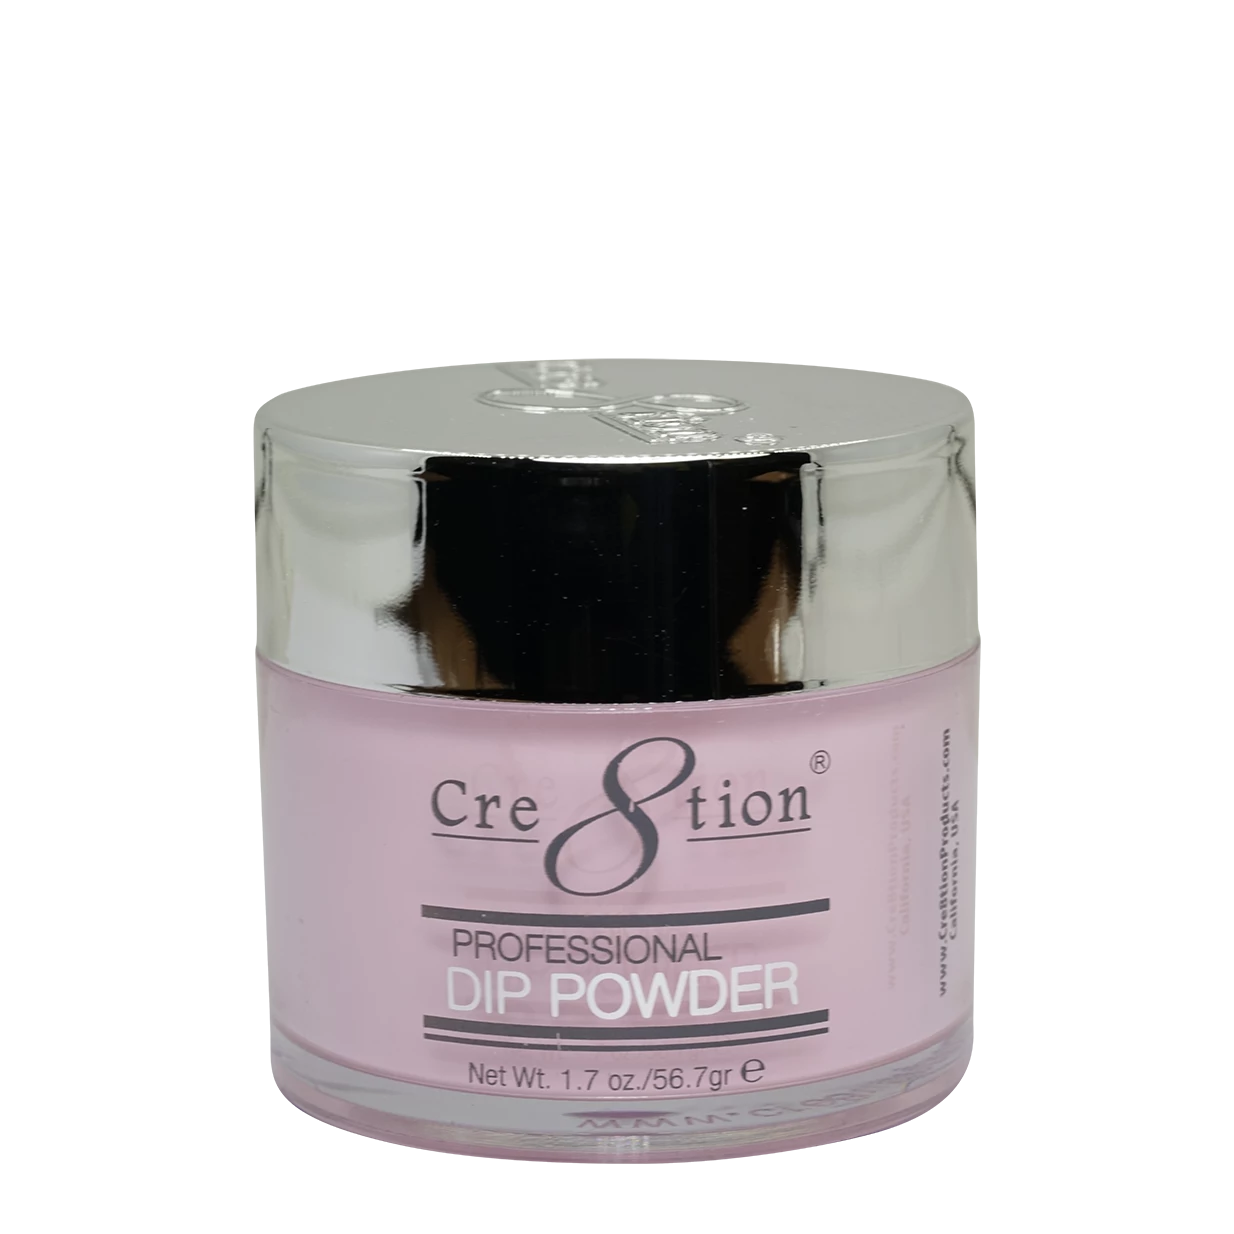 Cre8tion®
PROFESSIONAL
DIP POWDER
Net Wt. 1.7 oz./56.7gr e
www.Cre8tionProducts.com
California, USA